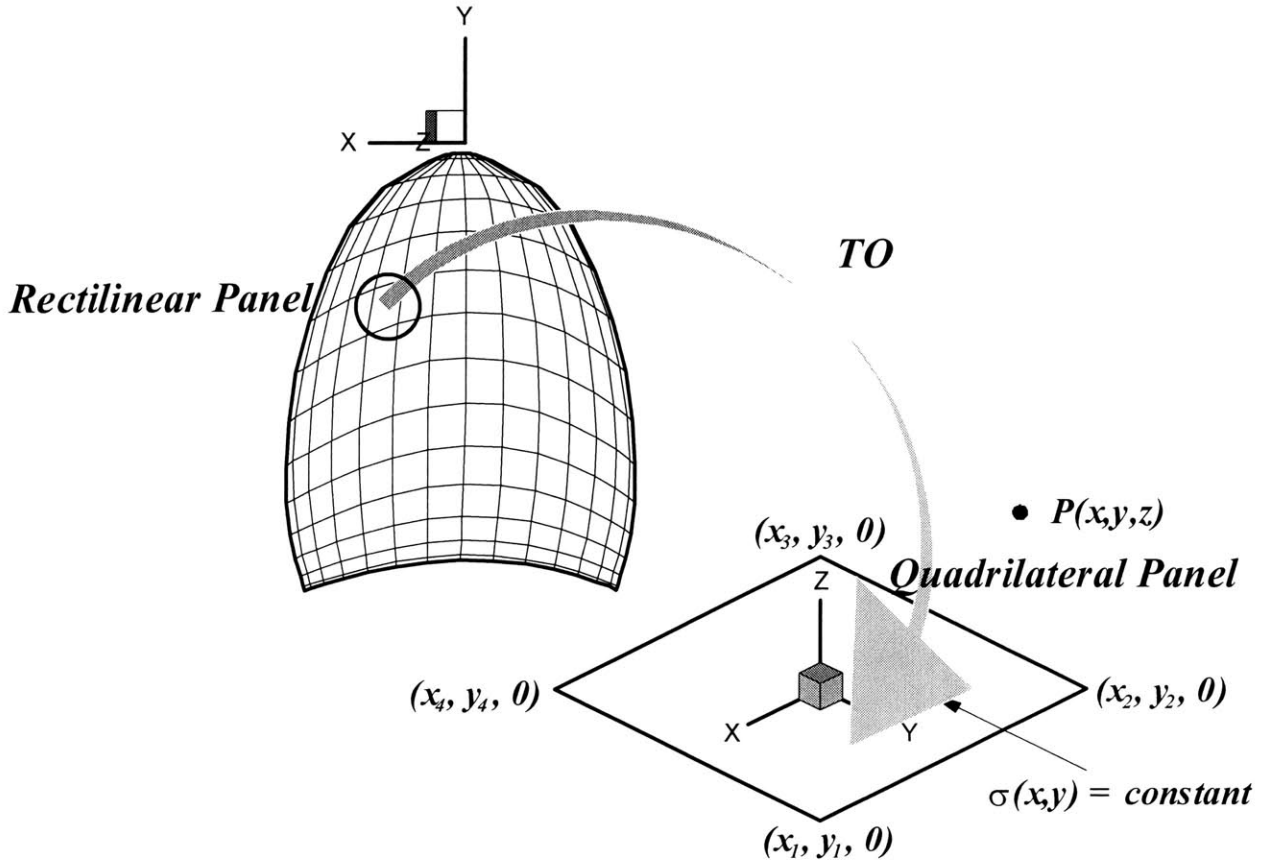 Y
X
Z
TO
Rectilinear Panel
P(x,y,z)
(x₃, y₃, 0)
Quadrilateral Panel
Z
(x₄, y₄, 0)
(x₂, y₂, 0)
X
Y
σ(x,y) = constant
(x₁, y₁, 0)